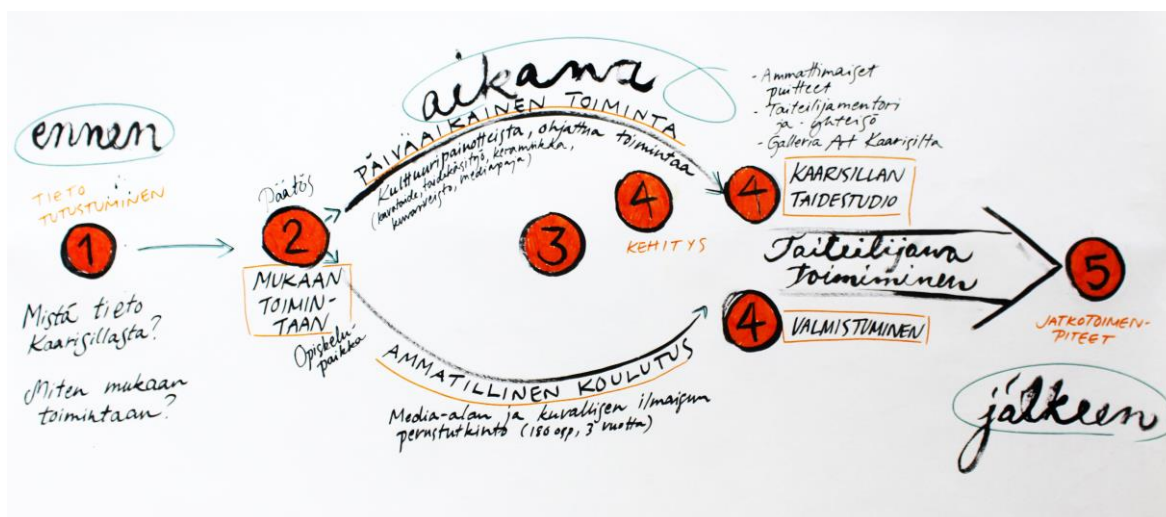 ennen
TIETO
TUTUSTUMINEN
1
Mistä tieto
Kaarisillasta?
Miten mukaan
toimintaan?
aikana
Päätös
2
MUKAAN
TOIMIN-
TAAN
Opiskelu-
paikka
PÄIVÄAIKAINEN TOIMINTA
Kulttuuripainotteista, ohjattua toimintaa
(kuvataide, taidekäsityö, keramiikka,
kuvanveisto, mediapaja)
3
4
KEHITYS
AMMATILLINEN KOULUTUS
Media-alan ja kuvallisen ilmaisun
perustutkinto (180 osp, 3 vuotta)
- Ammattimaiset
puitteet
- Taiteilijamentori
ja -yhteisö
- Galleria Art Kaarisilta
4
KAARISILLAN
TAIDESTUDIO
Taiteilijana
toimiminen
4
VALMISTUMINEN
5
JATKOTOIMEN-
PITEET
jälkeen